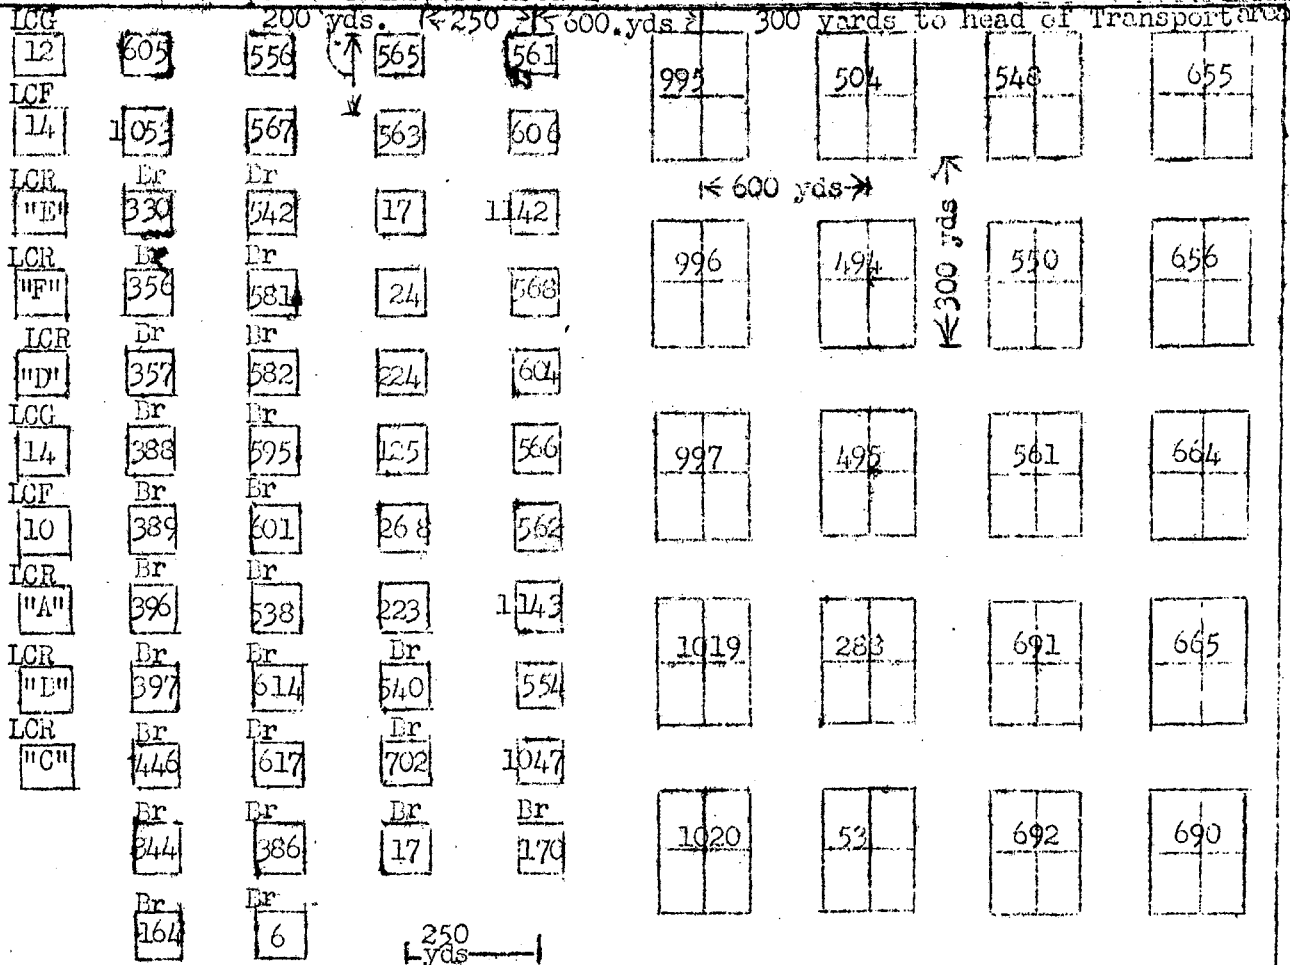 LCG 200 yds. 250 600.yds 300 yards to head of Transport area
12 605 556 565 561 995 504 548 655
LCF
14 1053 567 563 606
LCR Br Br
"E" 330 542 17 1142 600 yds
LCR Br Br 300 yds
"F" 356 581 24 568 996 494 550 656
LCR Br Br
"D" 357 582 224 604
LCG Br Br
14 388 595 125 566 997 495 561 664
LCF Br Br
10 389 601 268 562
LCR Br Br
"A" 396 538 223 1143 1019 288 691 665
LCR Br Br Br
397 614 540 554
LCR Br Br Br
"C" 446 617 702 1047
Br Br Br Br
344 386 17 170 1020 53 692 690
Br Br
164 6 250
yds